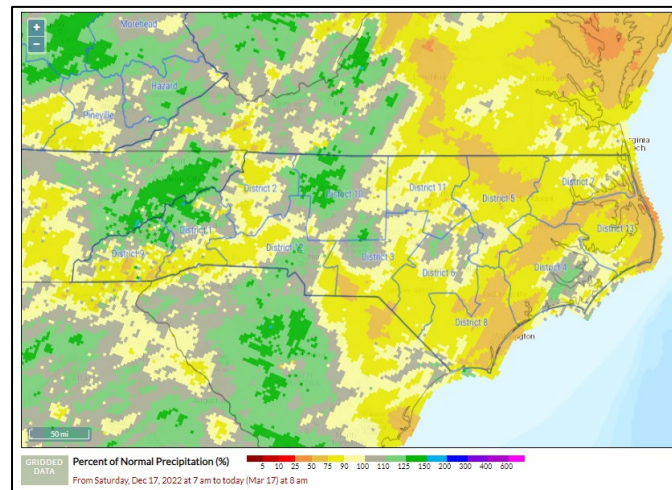 Morehead
+
−
Hazard
Pineville
District 2
District 10
District 11
District 5
District 7
District 1
District 12
District 3
District 13
District 9
District 6
District 4
District 8
50 mi
GRIDDED
DATA
Percent of Normal Precipitation (%)
5 10 25 50 75 90 100 110 125 150 200 300 400 600
From Saturday, Dec 17, 2022 at 7 am to today (Mar 17) at 8 am